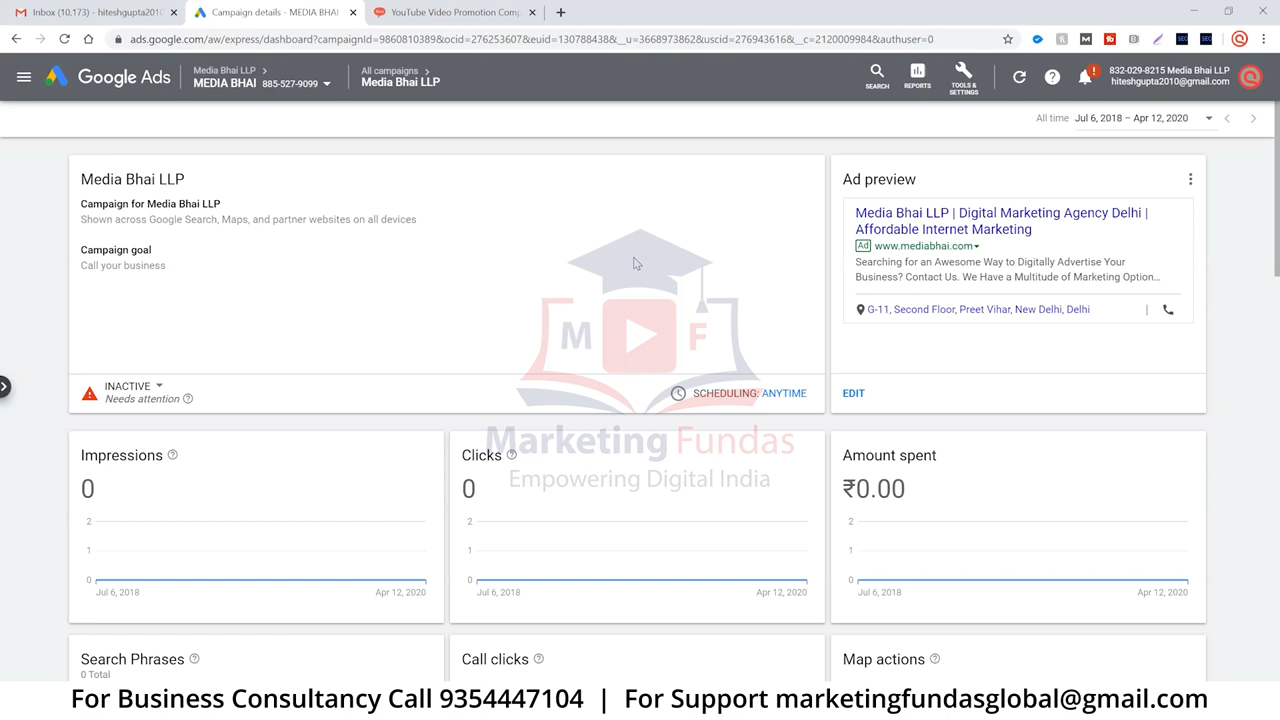 Inbox (10,173) - hiteshgupta2010
Campaign details - MEDIA BHAI
YouTube Video Promotion Comp
ads.google.com/aw/express/dashboard?campaignId=9860810389&ocid=276253607&euid=130788438&__u=3668973862&uscid=276943616&__c=2120009984&authuser=0
Google Ads
Media Bhai LLP
MEDIA BHAI 885-527-9099
All campaigns
Media Bhai LLP
SEARCH
REPORTS
TOOLS &
SETTINGS
832-029-8215 Media Bhai LLP
hiteshgupta2010@gmail.com
All time Jul 6, 2018 – Apr 12, 2020
Media Bhai LLP
Campaign for Media Bhai LLP
Shown across Google Search, Maps, and partner websites on all devices
Campaign goal
Call your business
INACTIVE
Needs attention
SCHEDULING: ANYTIME
Ad preview
Media Bhai LLP | Digital Marketing Agency Delhi |
Affordable Internet Marketing
Ad www.mediabhai.com
Searching for an Awesome Way to Digitally Advertise Your
Business? Contact Us. We Have a Multitude of Marketing Option...
G-11, Second Floor, Preet Vihar, New Delhi, Delhi
EDIT
M F
Marketing Fundas
Empowering Digital India
Impressions
0
2
1
0
Jul 6, 2018 Apr 12, 2020
Clicks
0
2
1
0
Jul 6, 2018 Apr 12, 2020
Amount spent
₹0.00
2
1
0
Jul 6, 2018 Apr 12, 2020
Search Phrases
0 Total
Call clicks
Map actions
For Business Consultancy Call 9354447104 | For Support marketingfundasglobal@gmail.com